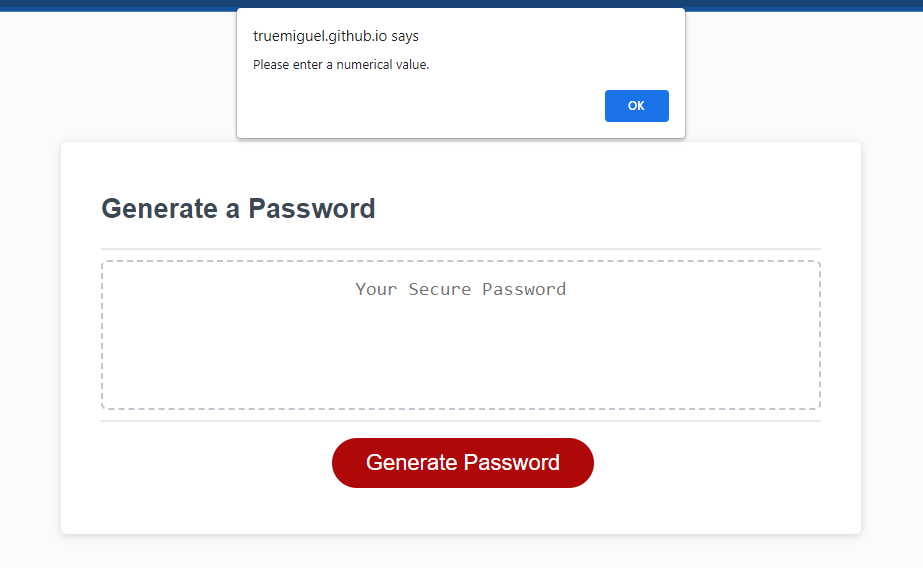 truemiguel.github.io says
Please enter a numerical value.
OK
Generate a Password
Your Secure Password
Generate Password